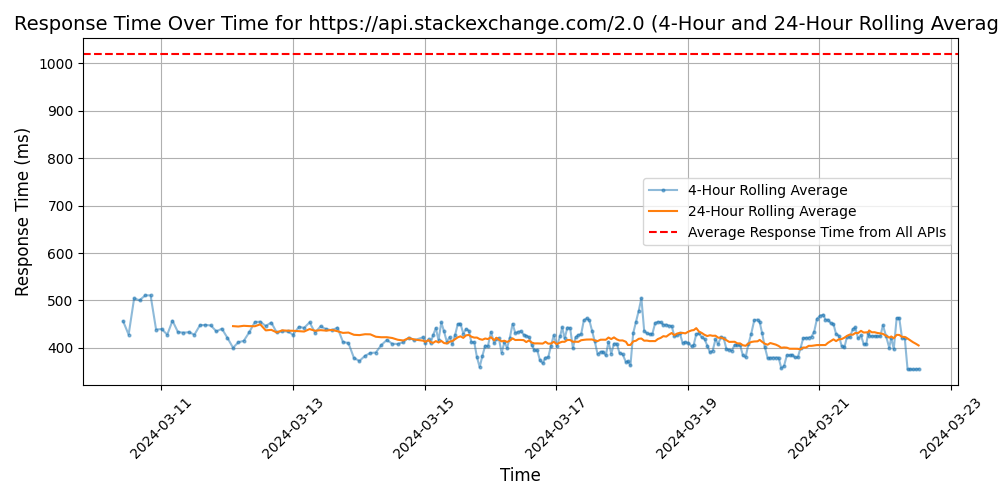 Response Time Over Time for https://api.stackexchange.com/2.0 (4-Hour and 24-Hour Rolling Averag
1000
900
800
700
600
500
400
Response Time (ms)
4-Hour Rolling Average
24-Hour Rolling Average
Average Response Time from All APIs
2024-03-11
2024-03-13
2024-03-15
2024-03-17
2024-03-19
2024-03-21
2024-03-23
Time